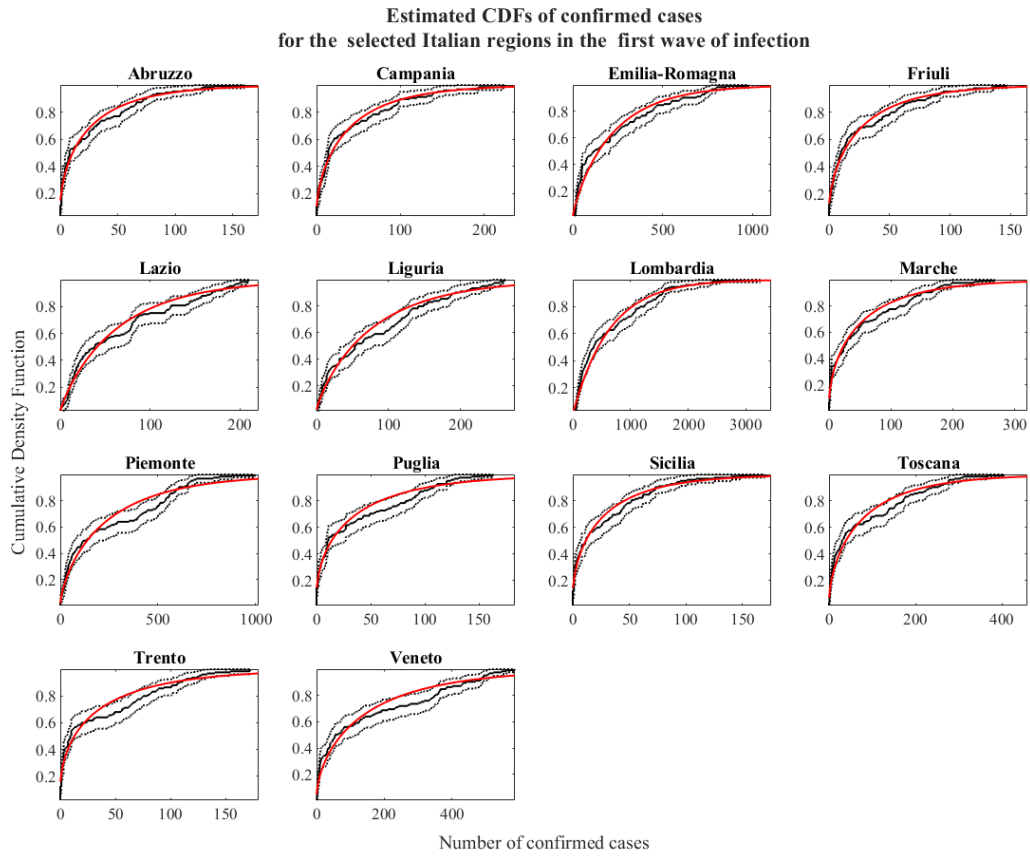 Estimated CDFs of confirmed cases
for the selected Italian regions in the first wave of infection
Abruzzo
0.8
0.6
0.4
0.2
0 50 100 150
Campania
0.8
0.6
0.4
0.2
0 100 200
Emilia-Romagna
0.8
0.6
0.4
0.2
0 500 1000
Friuli
0.8
0.6
0.4
0.2
0 50 100 150
Cumulative Density Function
Lazio
0.8
0.6
0.4
0.2
0 100 200
Liguria
0.8
0.6
0.4
0.2
0 100 200
Lombardia
0.8
0.6
0.4
0.2
0 1000 2000 3000
Marche
0.8
0.6
0.4
0.2
0 100 200 300
Piemonte
0.8
0.6
0.4
0.2
0 500 1000
Puglia
0.8
0.6
0.4
0.2
0 50 100 150
Sicilia
0.8
0.6
0.4
0.2
0 50 100 150
Toscana
0.8
0.6
0.4
0.2
0 200 400
Trento
0.8
0.6
0.4
0.2
0 50 100 150
Veneto
0.8
0.6
0.4
0.2
0 200 400
Number of confirmed cases